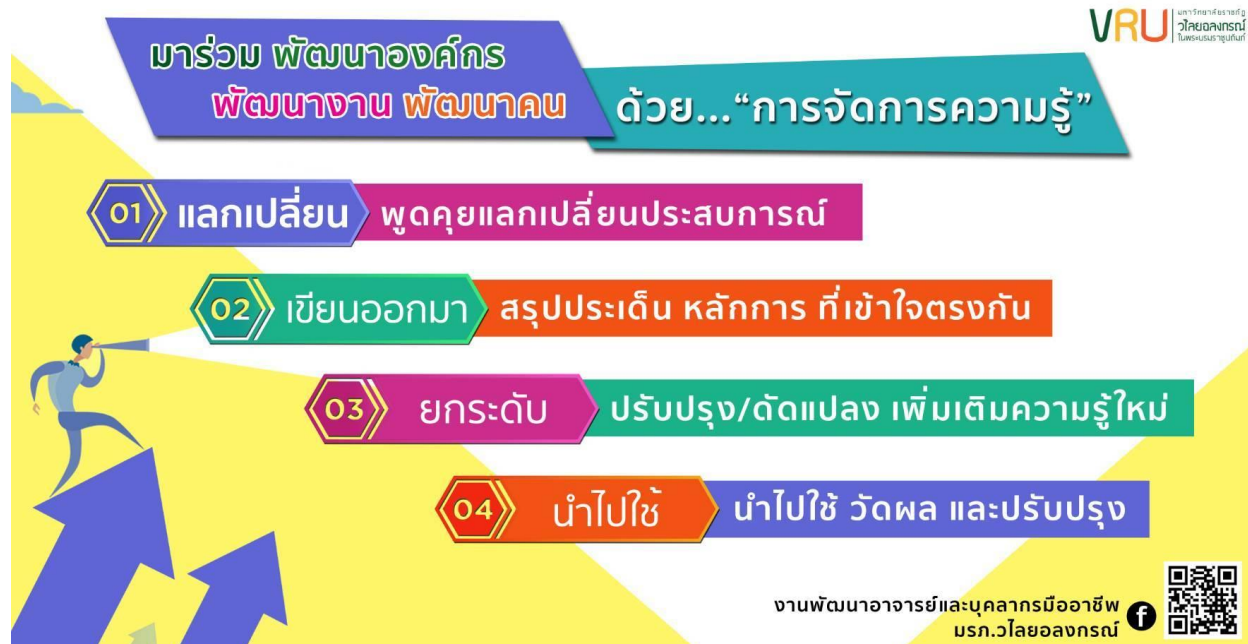 VRU
มหาวิทยาลัยราชภัฏ
วไลยอลงกรณ์
ในพระบรมราชูปถัมภ์
มาร่วม พัฒนาองค์กร
พัฒนางาน พัฒนาคน
ด้วย...“การจัดการความรู้”
01 แลกเปลี่ยน พูดคุยแลกเปลี่ยนประสบการณ์
02 เขียนออกมา สรุปประเด็น หลักการ ที่เข้าใจตรงกัน
03 ยกระดับ ปรับปรุง/ดัดแปลง เพิ่มเติมความรู้ใหม่
04 นำไปใช้ นำไปใช้ วัดผล และปรับปรุง
งานพัฒนาอาจารย์และบุคลากรมืออาชีพ
มรภ.วไลยอลงกรณ์